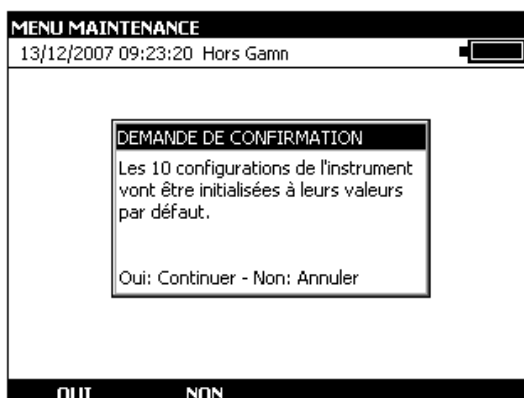 MENU MAINTENANCE
13/12/2007 09:23:20 Hors Gamn
DEMANDE DE CONFIRMATION
Les 10 configurations de l'instrument
vont être initialisées à leurs valeurs
par défaut.
Oui: Continuer - Non: Annuler
OUI NON